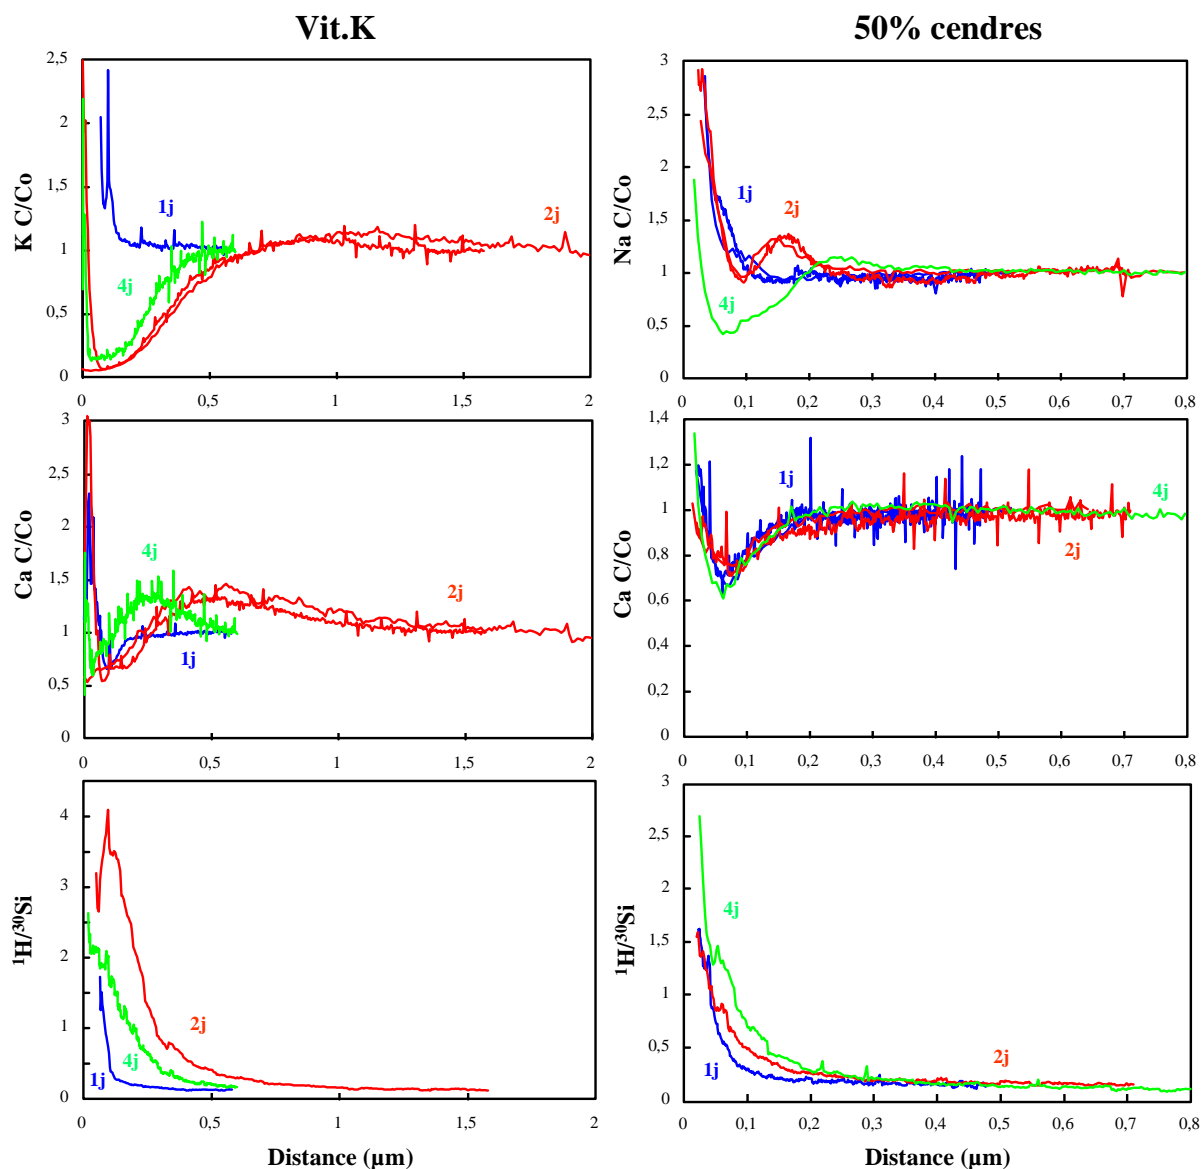 Vit.K
50% cendres
K C/Co
2,5
2
1,5
1
0,5
0
0
0,5
1
1,5
2
1j
2j
4j
Na C/Co
3
2,5
2
1,5
1
0,5
0
0
0,1
0,2
0,3
0,4
0,5
0,6
0,7
0,8
1j
2j
4j
Ca C/Co
3
2,5
2
1,5
1
0,5
0
0
0,5
1
1,5
2
4j
2j
1j
Ca C/Co
1,4
1,2
1
0,8
0,6
0,4
0,2
0
0
0,1
0,2
0,3
0,4
0,5
0,6
0,7
0,8
1j
4j
2j
¹H/³⁰Si
4
3
2
1
0
0
0,5
1
1,5
2
2j
4j
1j
Distance (µm)
¹H/³⁰Si
3
2,5
2
1,5
1
0,5
0
0
0,1
0,2
0,3
0,4
0,5
0,6
0,7
0,8
4j
1j
2j
Distance (µm)